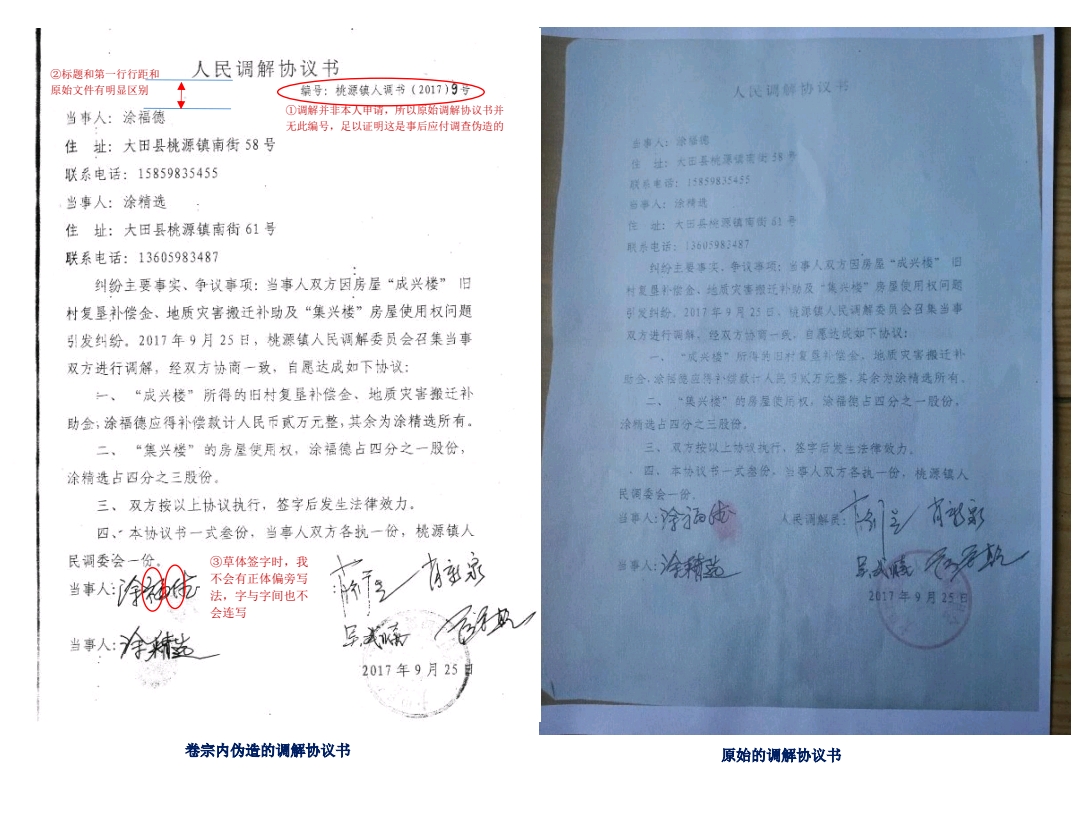 人民调解协议书
②标题和第一行行距和
原始文件有明显区别
编号：桃源镇人调书（2017）9号
①调解并非本人申请，所以原始调解协议书并
无此编号，足以证明这是事后应付调查伪造的
当事人：涂福德
住　址：大田县桃源镇南街58号
联系电话：15859835455
当事人：涂精选
住　址：大田县桃源镇南街61号
联系电话：13605983487
纠纷主要事实、争议事项：当事人双方因房屋“成兴楼” 旧
村复垦补偿金、地质灾害搬迁补助及“集兴楼”房屋使用权问题
引发纠纷。2017年9月25日，桃源镇人民调解委员会召集当事
双方进行调解，经双方协商一致，自愿达成如下协议：
一、“成兴楼”所得的旧村复垦补偿金、地质灾害搬迁补
助金，涂福德应得补偿款计人民币贰万元整，其余为涂精选所有。
二、“集兴楼”的房屋使用权，涂福德占四分之一股份，
涂精选占四分之三股份。
三、双方按以上协议执行，签字后发生法律效力。
四、本协议书一式叁份，当事人双方各执一份，桃源镇人
民调委会一份。
③草体签字时，我
不会有正体偏旁写
法，字与字间也不
会连写
当事人：涂福德
当事人：涂精选
2017年9月25日
卷宗内伪造的调解协议书
人民调解协议书
当事人：涂福德
住　址：大田县桃源镇南街58号
联系电话：15859835455
当事人：涂精选
住　址：大田县桃源镇南街61号
联系电话：13605983487
纠纷主要事实、争议事项：当事人双方因房屋“成兴楼” 旧
村复垦补偿金、地质灾害搬迁补助及“集兴楼”房屋使用权问题
引发纠纷。2017年9月25日，桃源镇人民调解委员会召集当事
双方进行调解，经双方协商一致，自愿达成如下协议：
一、“成兴楼”所得的旧村复垦补偿金、地质灾害搬迁补
助金，涂福德应得补偿款计人民币贰万元整，其余为涂精选所有。
二、“集兴楼”的房屋使用权，涂福德占四分之一股份，
涂精选占四分之三股份。
三、双方按以上协议执行，签字后发生法律效力。
四、本协议书一式叁份，当事人双方各执一份，桃源镇人
民调委会一份。
当事人：涂福德　人民调解员：
当事人：涂精选
2017年9月25日
原始的调解协议书